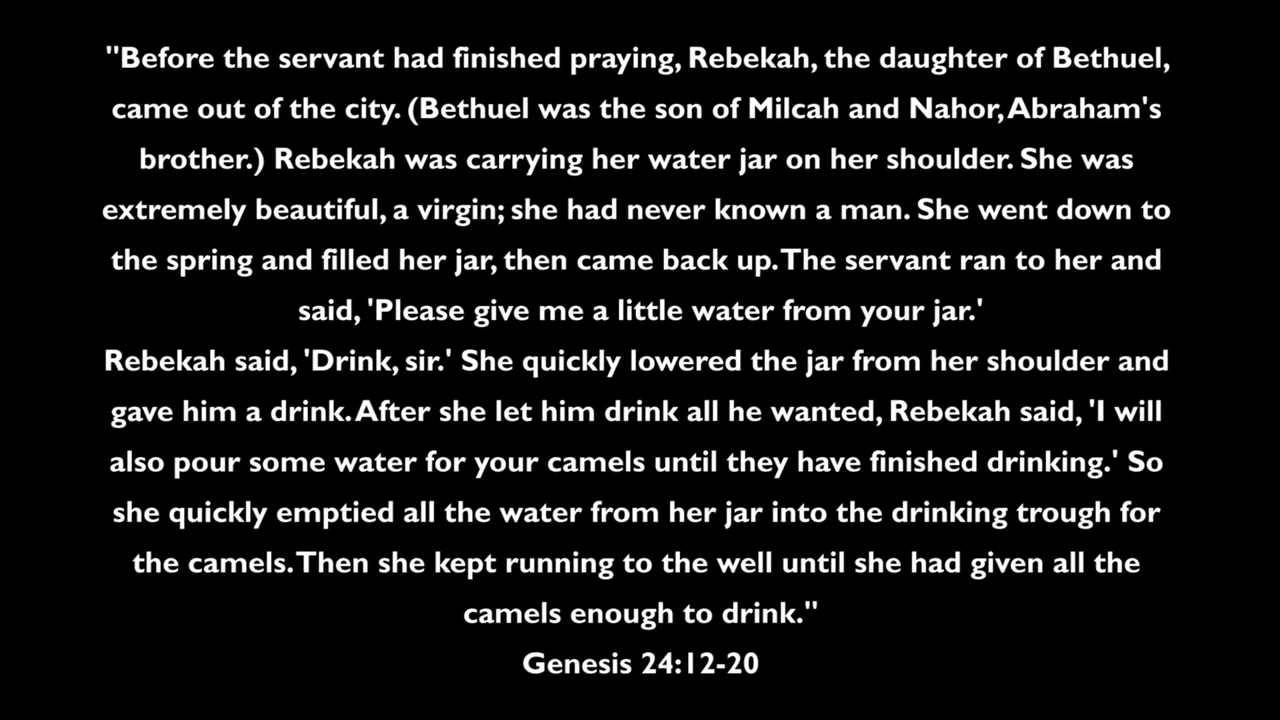 "Before the servant had finished praying, Rebekah, the daughter of Bethuel,
came out of the city. (Bethuel was the son of Milcah and Nahor, Abraham's
brother.) Rebekah was carrying her water jar on her shoulder. She was
extremely beautiful, a virgin; she had never known a man. She went down to
the spring and filled her jar, then came back up. The servant ran to her and
said, 'Please give me a little water from your jar.'
Rebekah said, 'Drink, sir.' She quickly lowered the jar from her shoulder and
gave him a drink. After she let him drink all he wanted, Rebekah said, 'I will
also pour some water for your camels until they have finished drinking.' So
she quickly emptied all the water from her jar into the drinking trough for
the camels. Then she kept running to the well until she had given all the
camels enough to drink."
Genesis 24:12-20